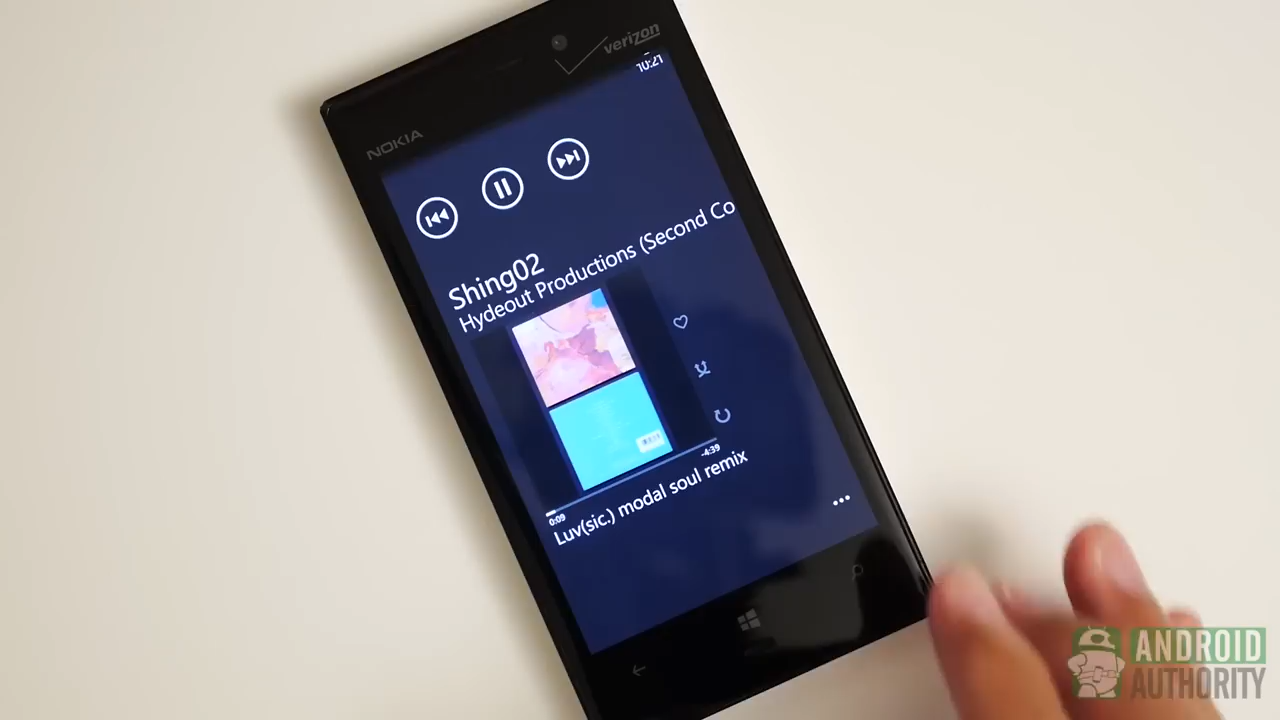 verizon
10:21
NOKIA
Shing02
Hydeout Productions (Second Co
-4:39
0:09
Luv(sic.) modal soul remix
ANDROID
AUTHORITY